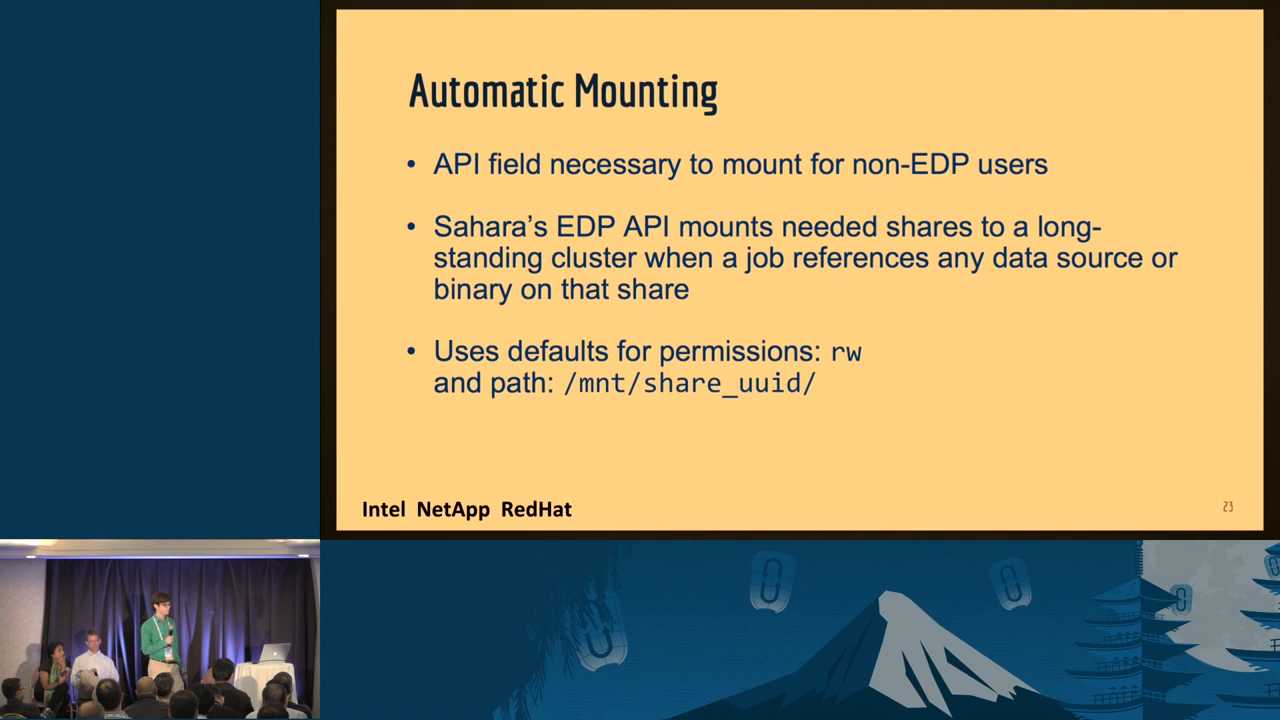 Automatic Mounting
• API field necessary to mount for non-EDP users
• Sahara’s EDP API mounts needed shares to a long-
standing cluster when a job references any data source or
binary on that share
• Uses defaults for permissions: rw
and path: /mnt/share_uuid/
Intel NetApp RedHat
23